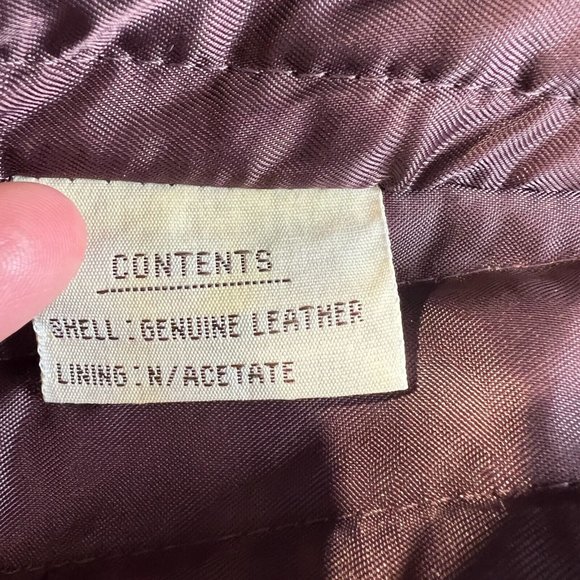 CONTENTS
SHELL:GENUINE LEATHER
LINING:N/ACETATE